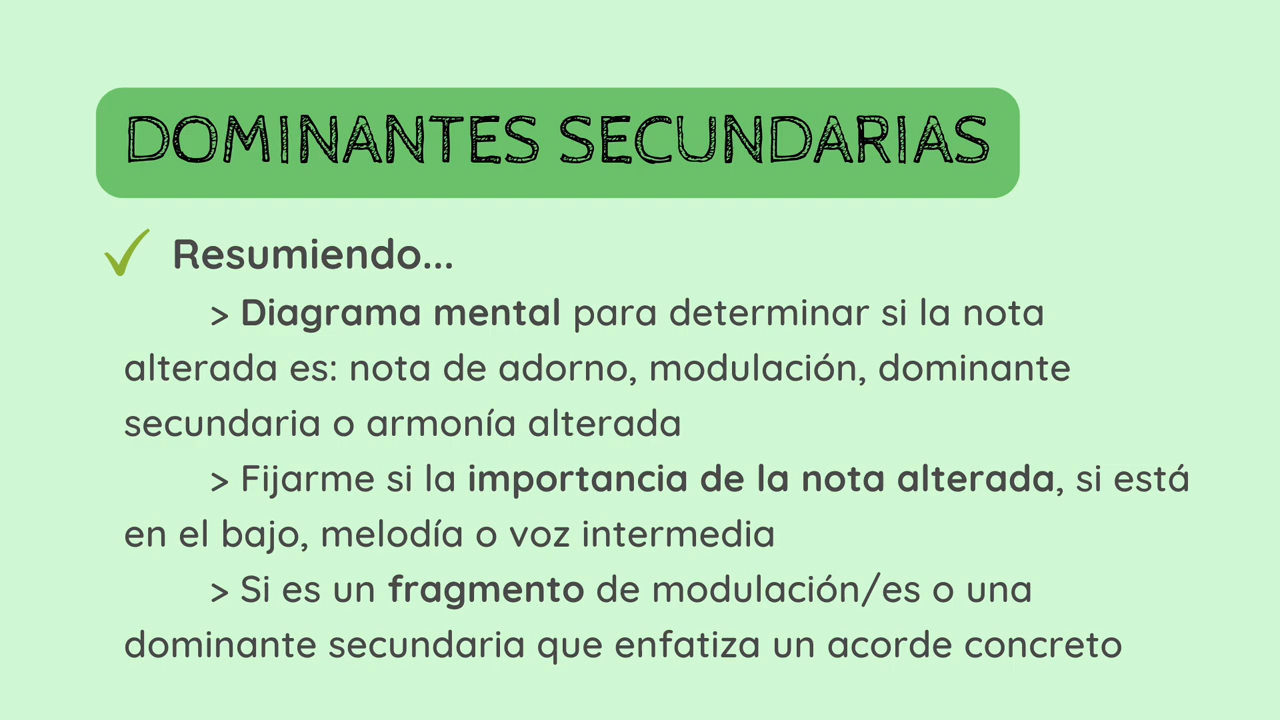 DOMINANTES SECUNDARIAS
Resumiendo...
> Diagrama mental para determinar si la nota
alterada es: nota de adorno, modulación, dominante
secundaria o armonía alterada
> Fijarme si la importancia de la nota alterada, si está
en el bajo, melodía o voz intermedia
> Si es un fragmento de modulación/es o una
dominante secundaria que enfatiza un acorde concreto